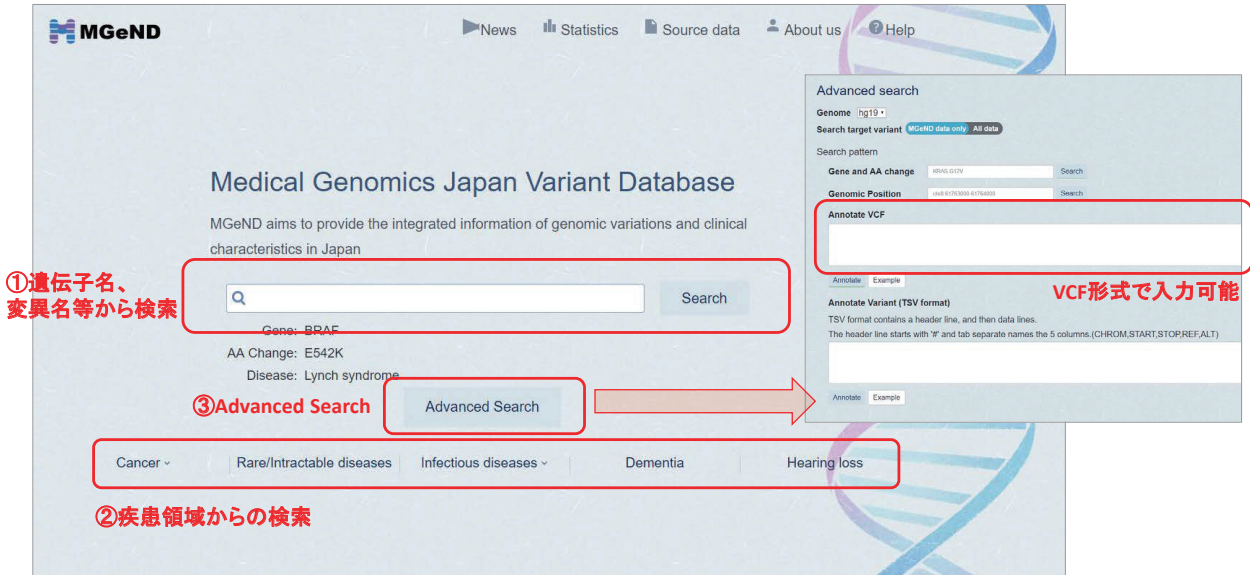 MGeND
News
Statistics
Source data
About us
Help
Medical Genomics Japan Variant Database
MGeND aims to provide the integrated information of genomic variations and clinical
characteristics in Japan
①遺伝子名、
変異名等から検索
Search
Gene: BRAF
AA Change: E542K
Disease: Lynch syndrome
③Advanced Search
Advanced Search
Cancer
Rare/Intractable diseases
Infectious diseases
Dementia
Hearing loss
②疾患領域からの検索
Advanced search
Genome hg19
Search target variant MGeND data only All data
Search pattern
Gene and AA change KRAS:G12V Search
Genomic Position chr8:61763000-61764000 Search
Annotate VCF
Annotate Example
VCF形式で入力可能
Annotate Variant (TSV format)
TSV format contains a header line, and then data lines.
The header line starts with '#' and tab separate names the 5 columns.(CHROM,START,STOP,REF,ALT)
Annotate Example